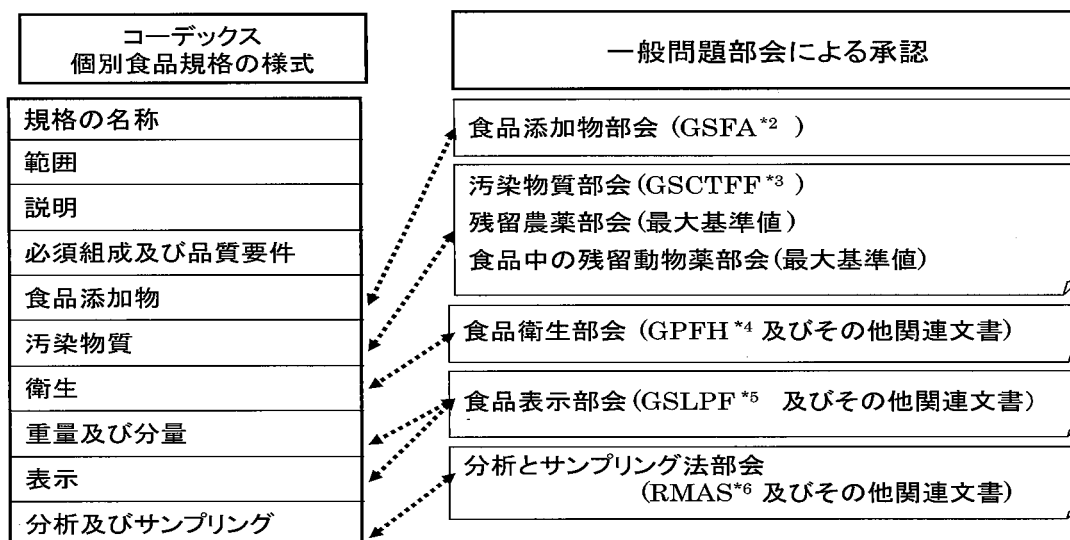 コーデックス
個別食品規格の様式
規格の名称
範囲
説明
必須組成及び品質要件
食品添加物
汚染物質
衛生
重量及び分量
表示
分析及びサンプリング
一般問題部会による承認
食品添加物部会 (GSFA*2 )
汚染物質部会(GSCTFF*3 )
残留農薬部会(最大基準値)
食品中の残留動物薬部会(最大基準値)
食品衛生部会 (GPFH*4 及びその他関連文書)
食品表示部会(GSLPF*5 及びその他関連文書)
分析とサンプリング法部会
(RMAS*6 及びその他関連文書)